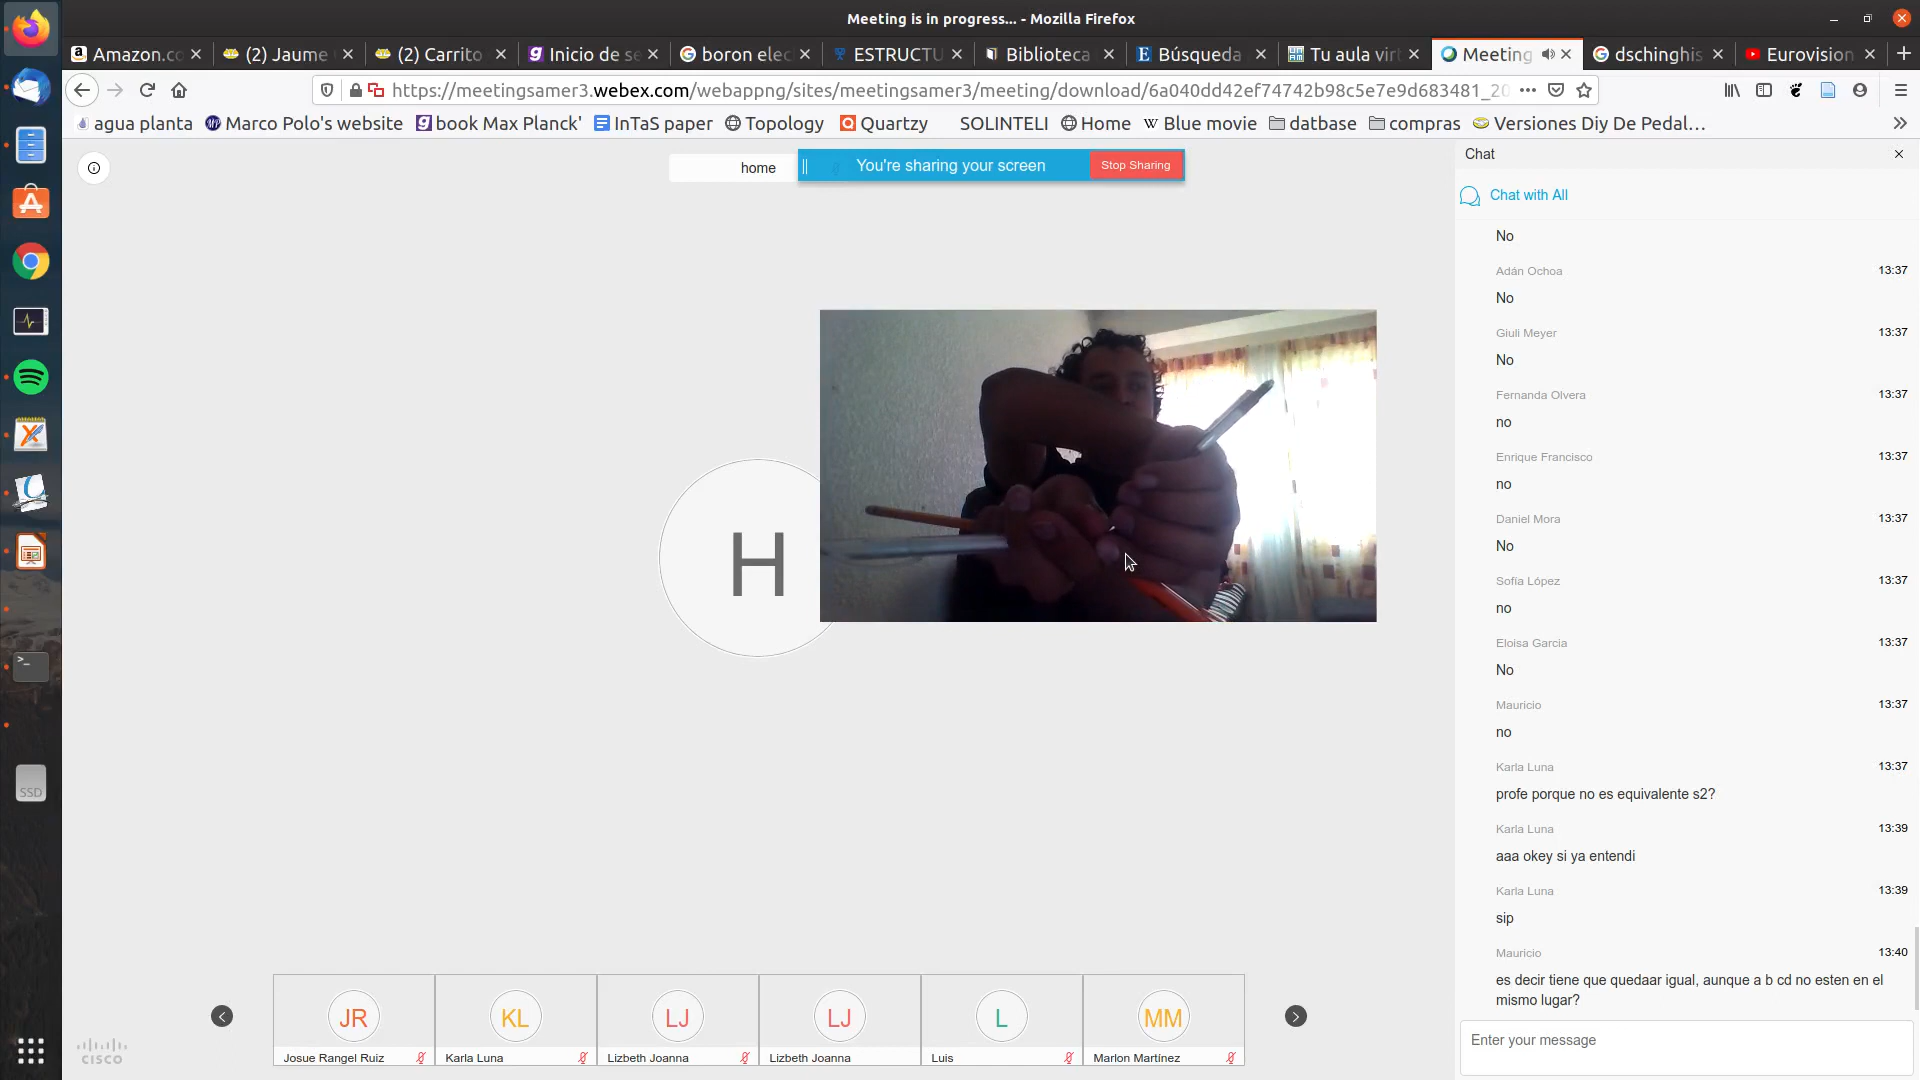 Meeting is in progress... - Mozilla Firefox
Amazon.co
(2) Jaume
(2) Carrito
Inicio de se
boron elec
ESTRUCTU
Biblioteca
Búsqueda
Tu aula virt
Meeting
dschinghis
Eurovision
https://meetingsamer3.webex.com/webappng/sites/meetingsamer3/meeting/download/6a040dd42ef74742b98c5e7e9d683481_20
agua planta
Marco Polo's website
book Max Planck'
InTaS paper
Topology
Quartzy
SOLINTELI
Home
Blue movie
datbase
compras
Versiones Diy De Pedal...
home
You're sharing your screen
Stop Sharing
H
SSD
Chat
Chat with All
No
Adán Ochoa 13:37
No
Giuli Meyer 13:37
No
Fernanda Olvera 13:37
no
Enrique Francisco 13:37
no
Daniel Mora 13:37
No
Sofía López 13:37
no
Eloisa Garcia 13:37
No
Mauricio 13:37
no
Karla Luna 13:37
profe porque no es equivalente s2?
Karla Luna 13:39
aaa okey si ya entendi
Karla Luna 13:39
sip
Mauricio 13:40
es decir tiene que quedaar igual, aunque a b cd no esten en el
mismo lugar?
Enter your message
CISCO
JR
Josue Rangel Ruiz
KL
Karla Luna
LJ
Lizbeth Joanna
LJ
Lizbeth Joanna
L
Luis
MM
Marlon Martínez